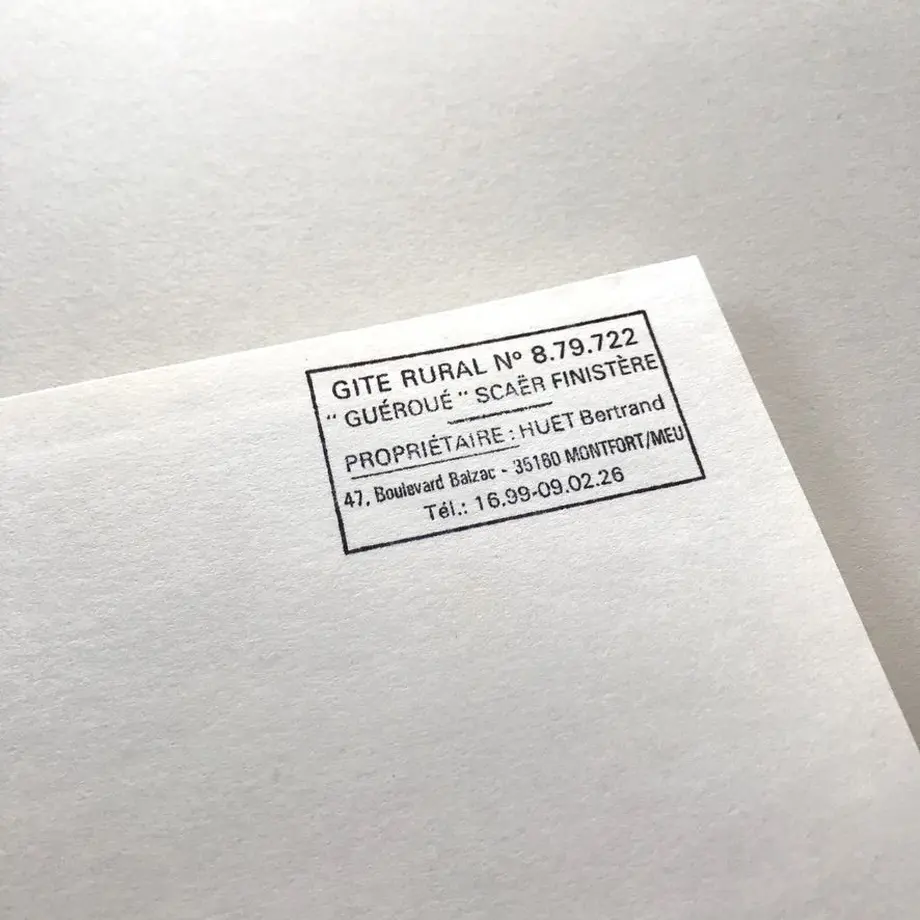 GITE RURAL Nº 8.79.722
“ GUÉROUÉ “ SCAËR FINISTÈRE
PROPRIÉTAIRE : HUET Bertrand
47, Boulevard Balzac - 35160 MONTFORT/MEU
Tél.: 16.99-09.02.26